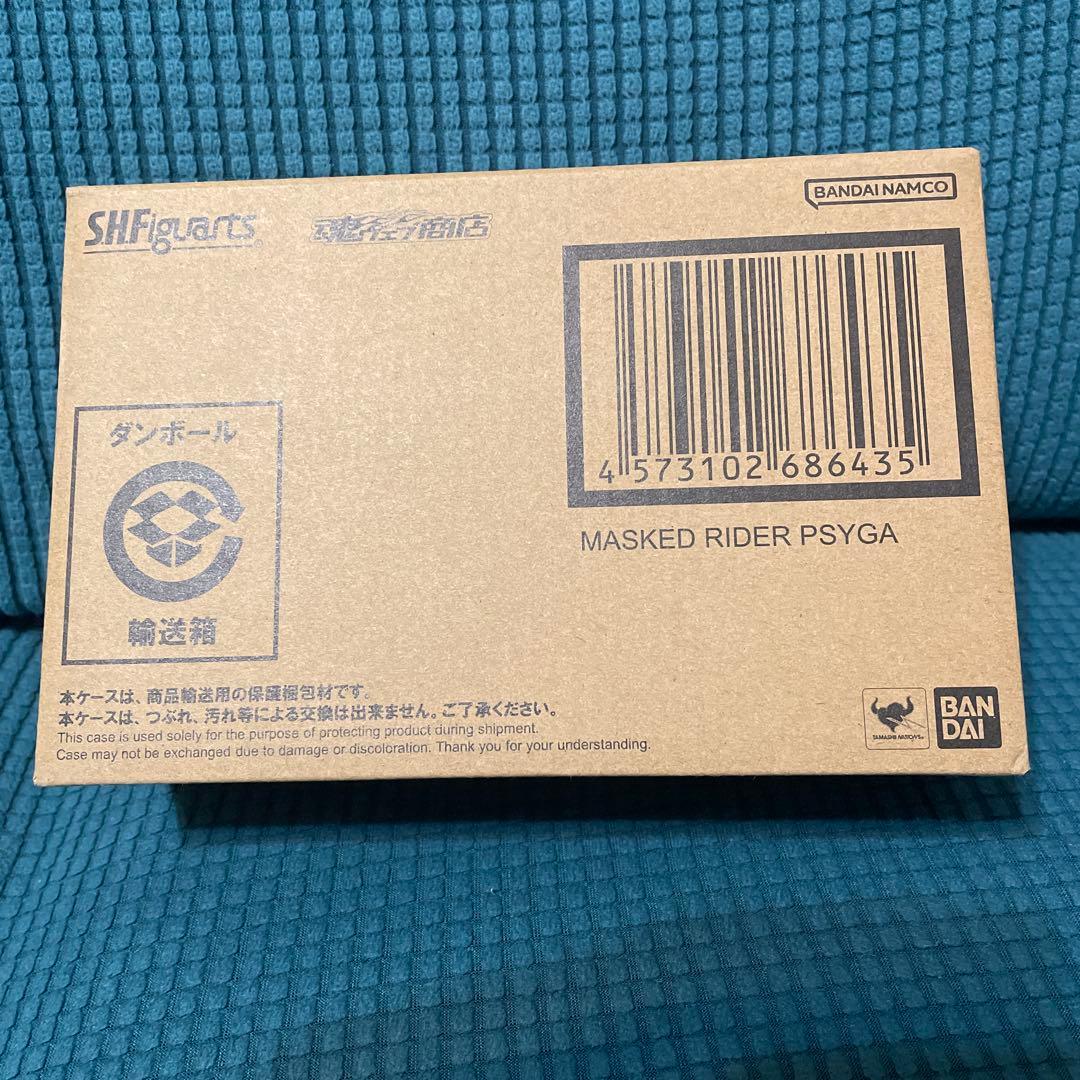 S.H.Figuarts
魂ウェブ商店
BANDAI NAMCO
4 573102 686435
MASKED RIDER PSYGA
ダンボール
輸送箱
本ケースは、商品輸送用の保護梱包材です。
本ケースは、つぶれ、汚れ等による交換は出来ません。ご了承ください。
This case is used solely for the purpose of protecting product during shipment.
Case may not be exchanged due to damage or discoloration. Thank you for your understanding.
TAMASHII NATIONS
BAN
DAI